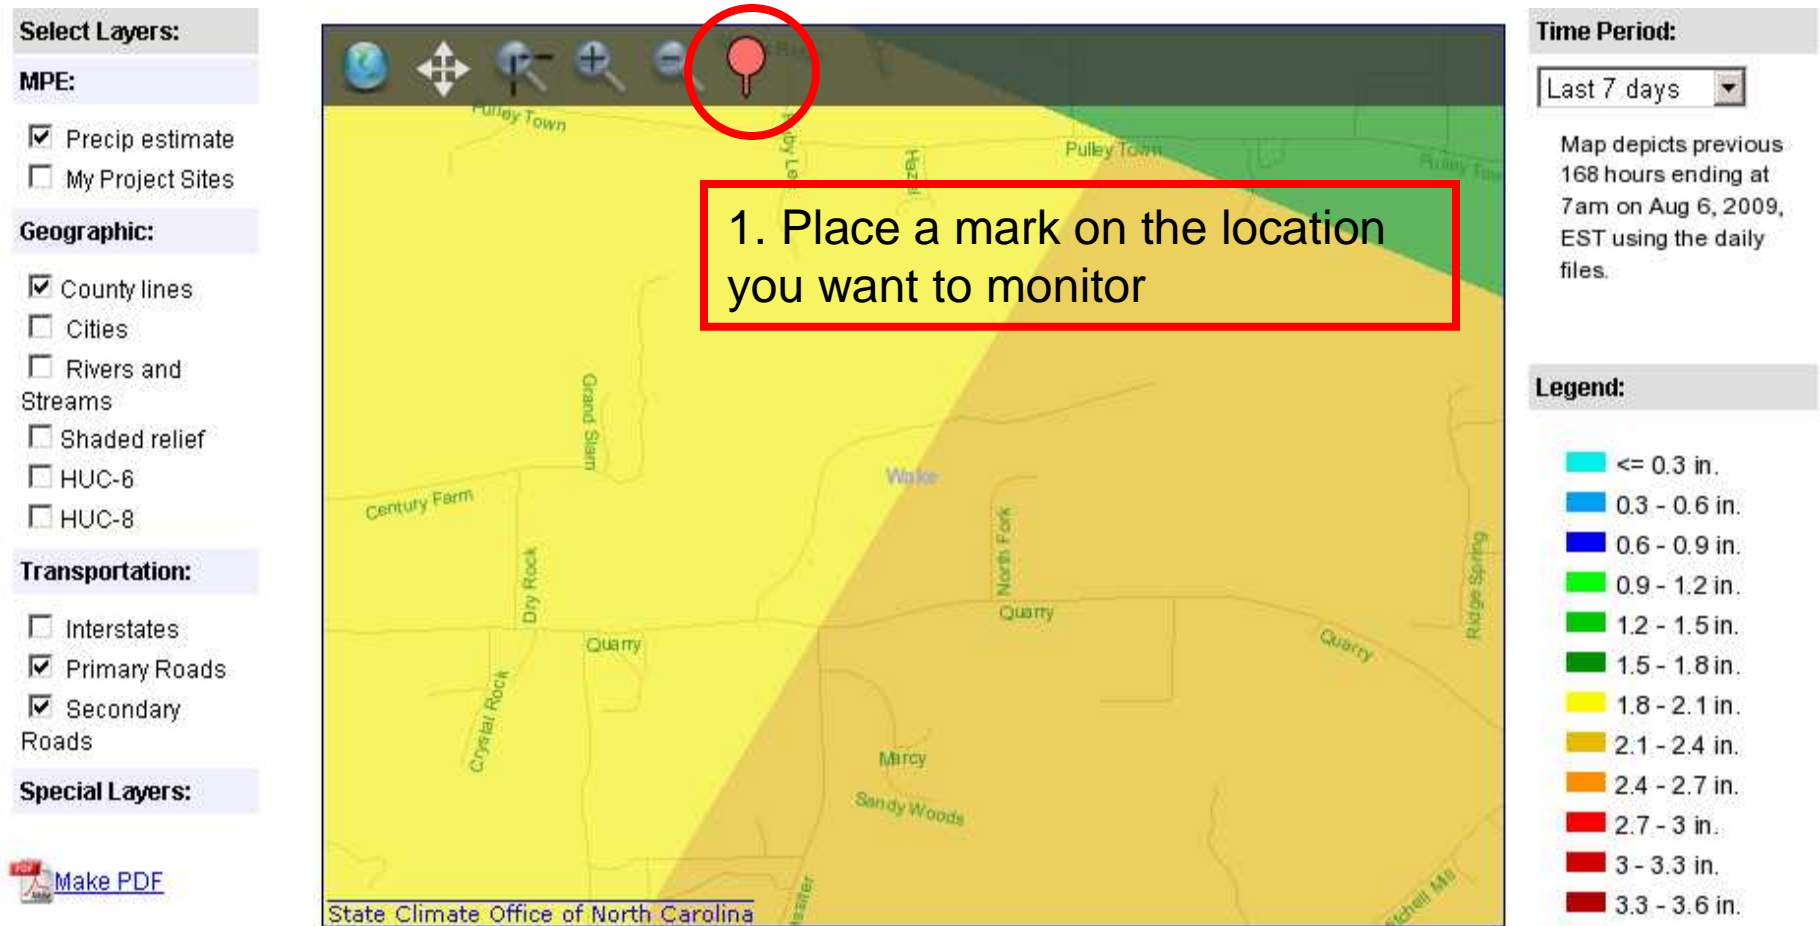 Select Layers:
MPE:
Precip estimate
My Project Sites
Geographic:
County lines
Cities
Rivers and
Streams
Shaded relief
HUC-6
HUC-8
Transportation:
Interstates
Primary Roads
Secondary
Roads
Special Layers:
Make PDF
Pulley Town
Hazel
Pulley Town
Pulley Town
1. Place a mark on the location
you want to monitor
Grand Slam
Wake
Century Farm
North Fork
Dry Rock
Ridge Spring
Quarry
Quarry
Quarry
Crystal Rock
Marcy
Sandy Woods
State Climate Office of North Carolina
Time Period:
Last 7 days
Map depicts previous
168 hours ending at
7am on Aug 6, 2009,
EST using the daily
files.
Legend:
<= 0.3 in.
0.3 - 0.6 in.
0.6 - 0.9 in.
0.9 - 1.2 in.
1.2 - 1.5 in.
1.5 - 1.8 in.
1.8 - 2.1 in.
2.1 - 2.4 in.
2.4 - 2.7 in.
2.7 - 3 in.
3 - 3.3 in.
3.3 - 3.6 in.